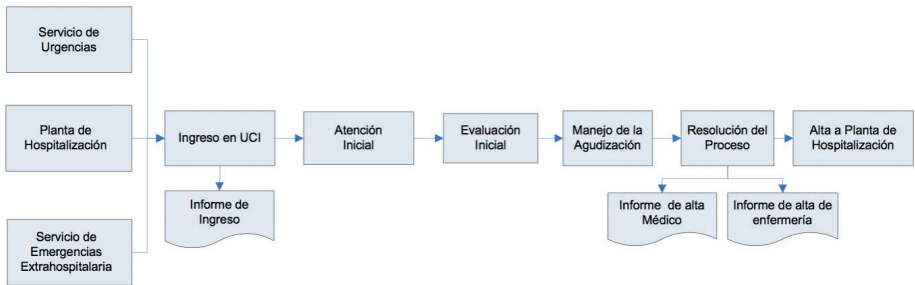 Servicio de
Urgencias
Planta de
Hospitalización
Servicio de
Emergencias
Extrahospitalaria
Ingreso en UCI
Informe de
Ingreso
Atención
Inicial
Evaluación
Inicial
Manejo de la
Agudización
Resolución del
Proceso
Informe de alta
Médico
Informe de alta de
enfermería
Alta a Planta de
Hospitalización